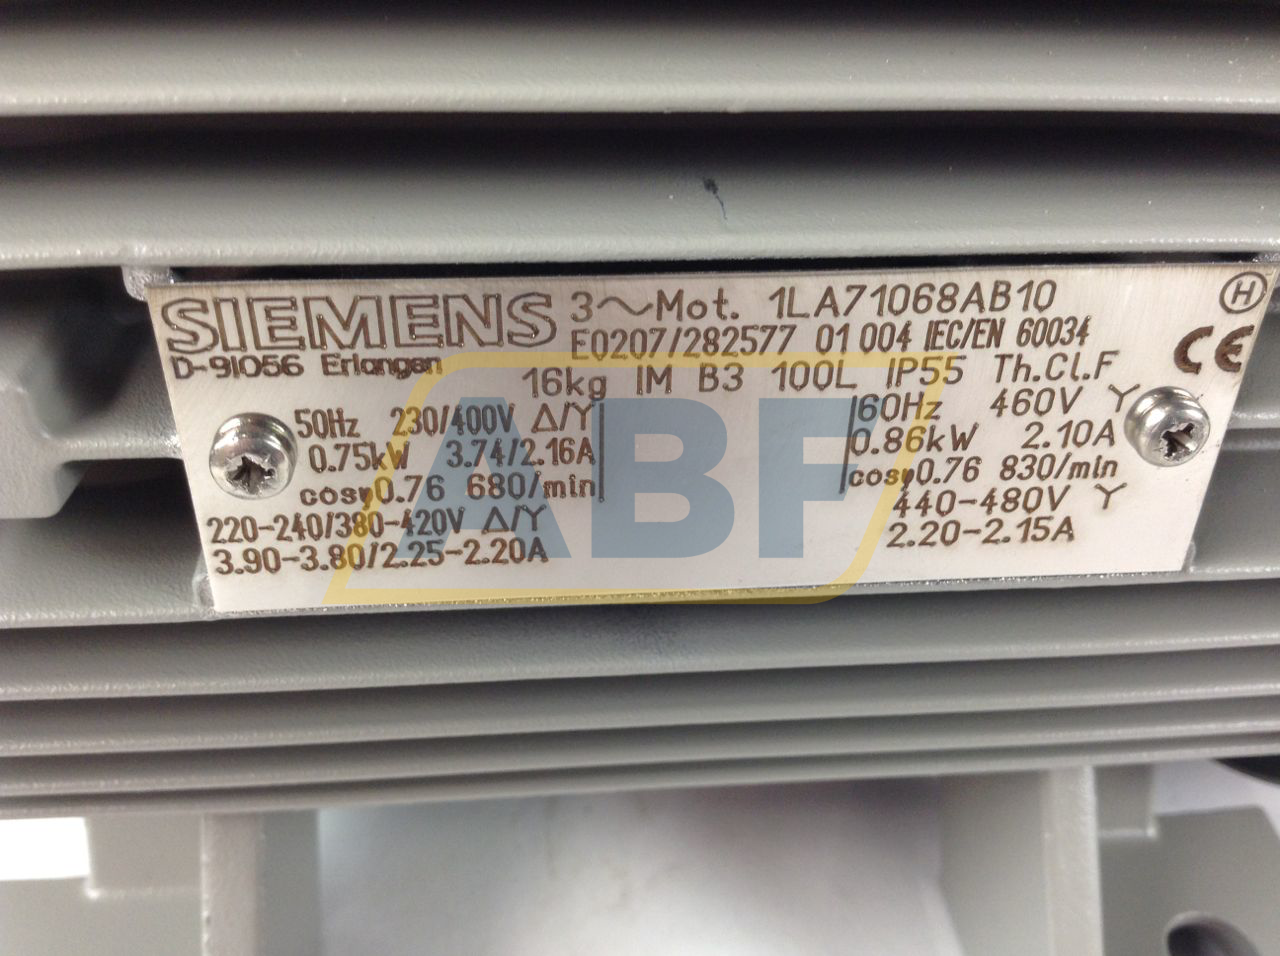 SIEMENS 3~Mot. 1LA71068AB10 H
E0207/282577 01 004 IEC/EN 60034
D-91056 Erlangen CE
16kg IM B3 100L IP55 Th.Cl.F
50Hz 230/400V Δ/Y
0.75kW 3.74/2.16A
cosφ0.76 680/min
220-240/380-420V Δ/Y
3.90-3.80/2.25-2.20A
60Hz 460V Y
0.86kW 2.10A
cosφ0.76 830/min
440-480V Y
2.20-2.15A
ABF